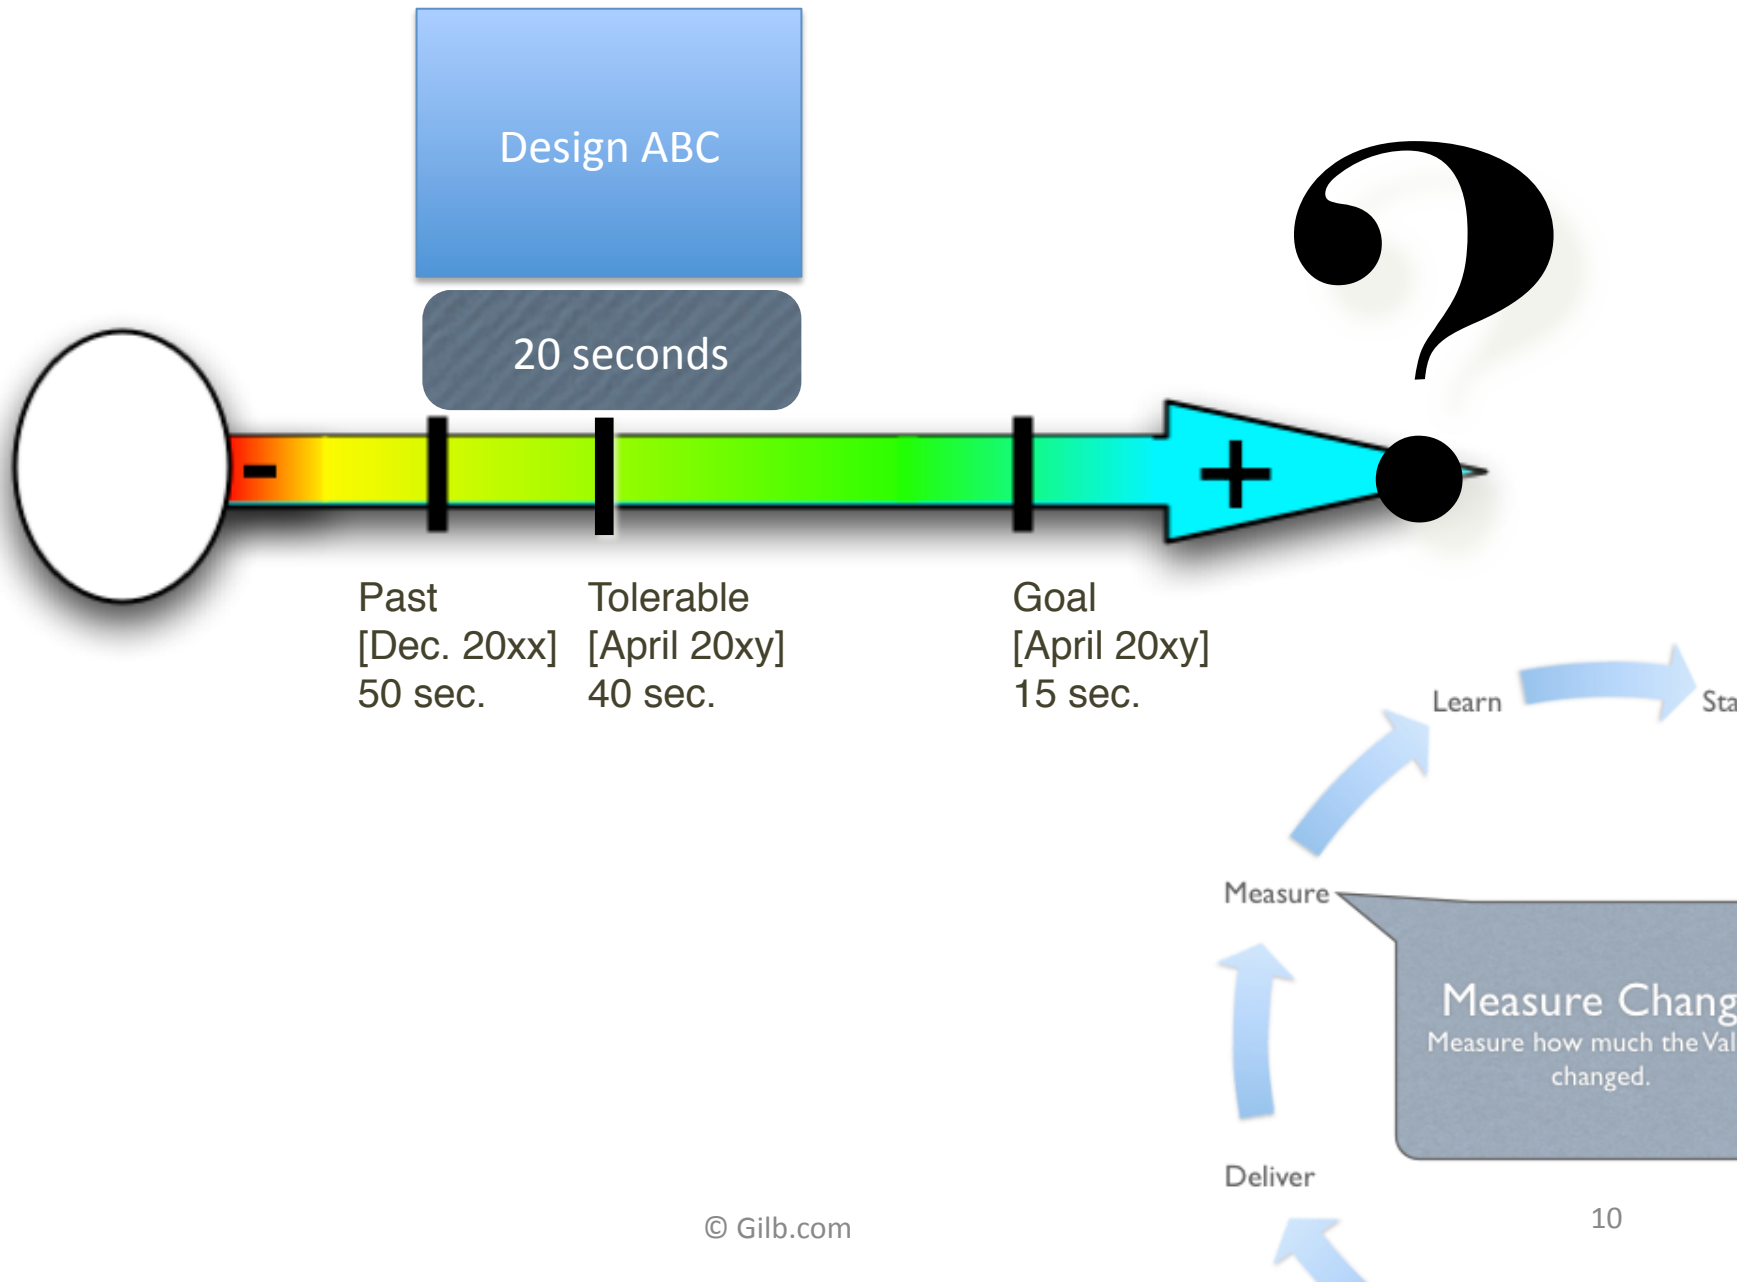 Design ABC
20 seconds
-
+
?
Past
[Dec. 20xx]
50 sec.
Tolerable
[April 20xy]
40 sec.
Goal
[April 20xy]
15 sec.
Learn
Sta
Measure
Measure Chang
Measure how much the Val
changed.
Deliver
© Gilb.com
10